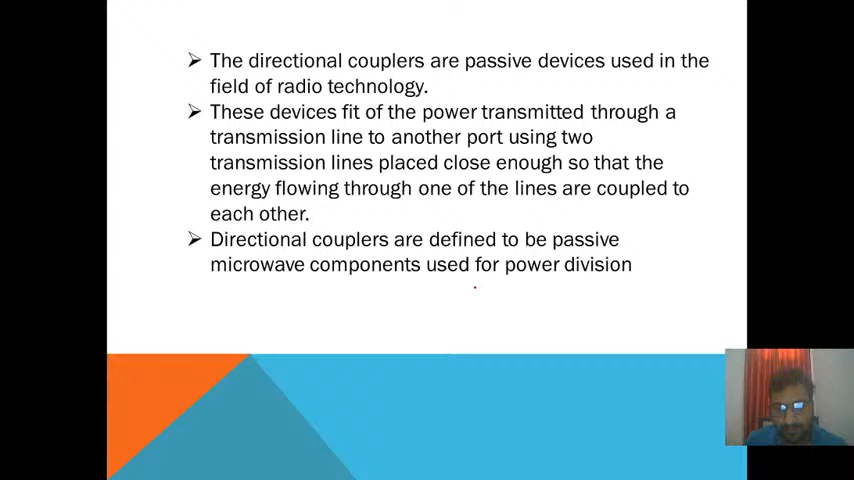 The directional couplers are passive devices used in the
field of radio technology.
These devices fit of the power transmitted through a
transmission line to another port using two
transmission lines placed close enough so that the
energy flowing through one of the lines are coupled to
each other.
Directional couplers are defined to be passive
microwave components used for power division